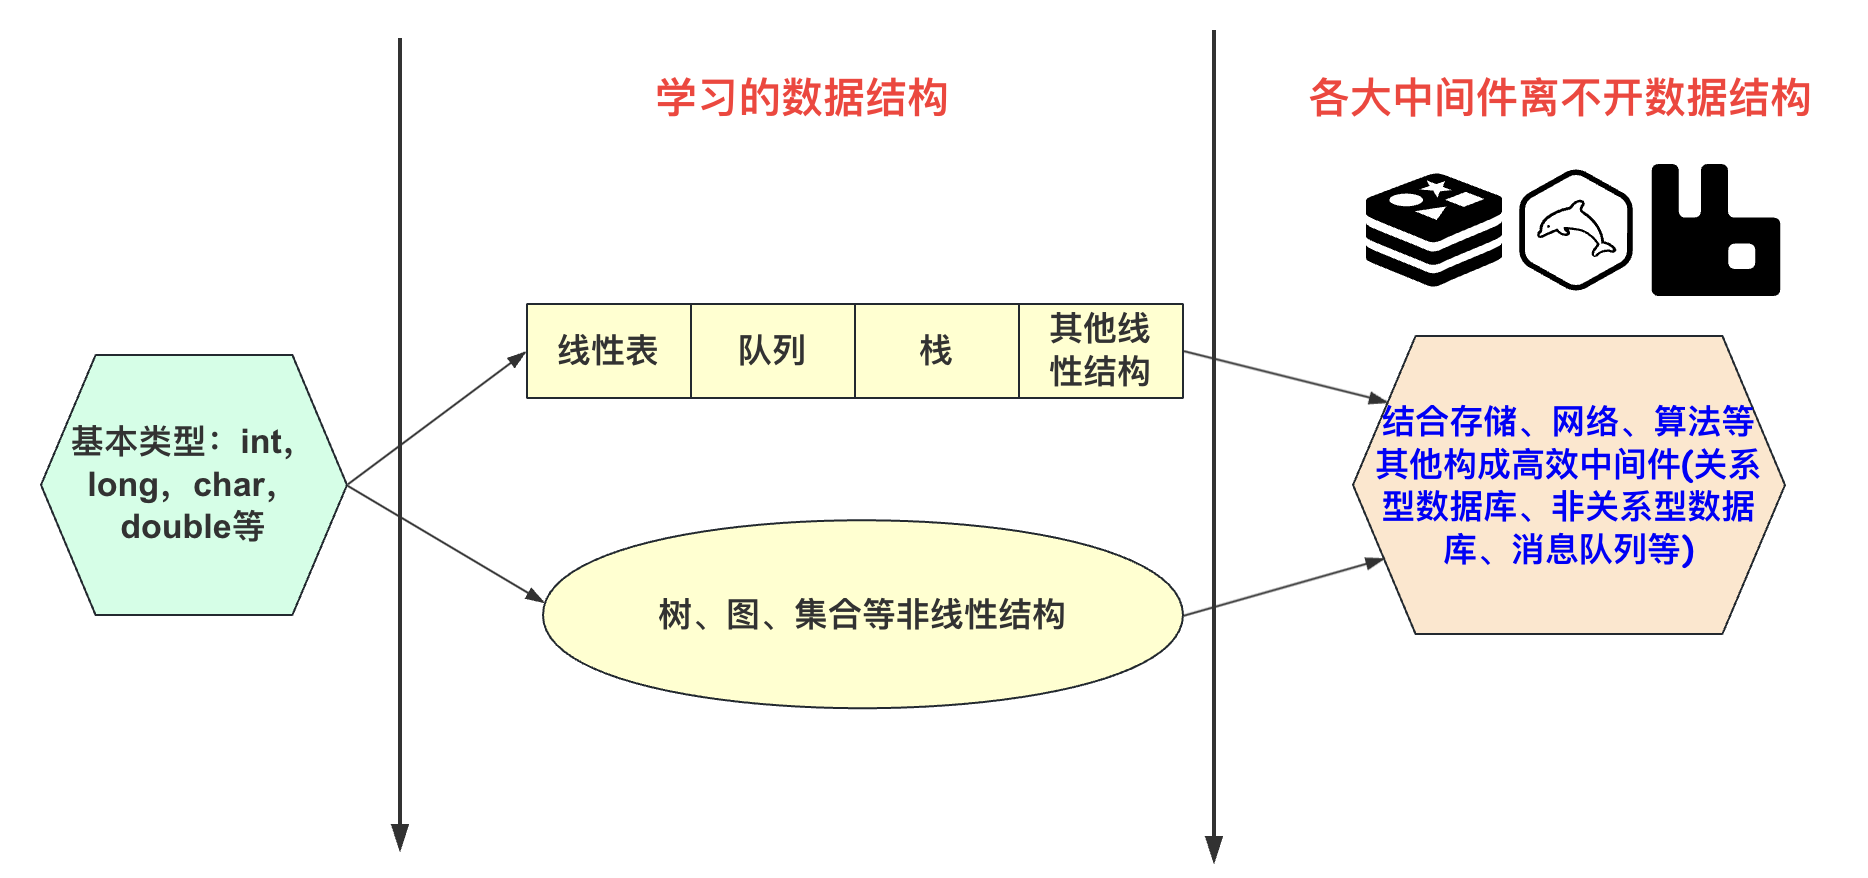 学习的数据结构
各大中间件离不开数据结构
基本类型：int，
long，char，
double等
线性表
队列
栈
其他线
性结构
树、图、集合等非线性结构
结合存储、网络、算法等
其他构成高效中间件(关系
型数据库、非关系型数据
库、消息队列等)